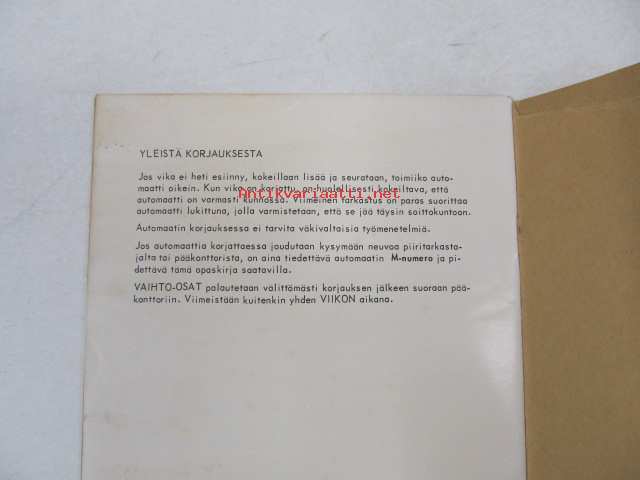 YLEISTÄ KORJAUKSESTA
Jos vika ei heti esiinny, kokeillaan lisää ja seurataan, toimiiko auto-
maatti oikein. Kun vika on korjattu, on huolellisesti kokeiltava, että
automaatti on varmasti kunnossa. Viimeinen tarkastus on paras suorittaa
automaatti lukittuna, jolla varmistetaan, että se jää täysin soittokuntoon.
Automaatin korjauksessa ei tarvita väkivaltaisia työmenetelmiä.
Jos automaattia korjattaessa joudutaan kysymään neuvoa piiritarkasta-
jalta tai pääkonttorista, on aina tiedettävä automaatin M-numero ja pi-
dettävä tämä opaskirja saatavilla.
VAIHTO-OSAT palautetaan välittömästi korjauksen jälkeen suoraan pää-
konttoriin. Viimeistään kuitenkin yhden VIIKON aikana.
Antikvariaatti.net